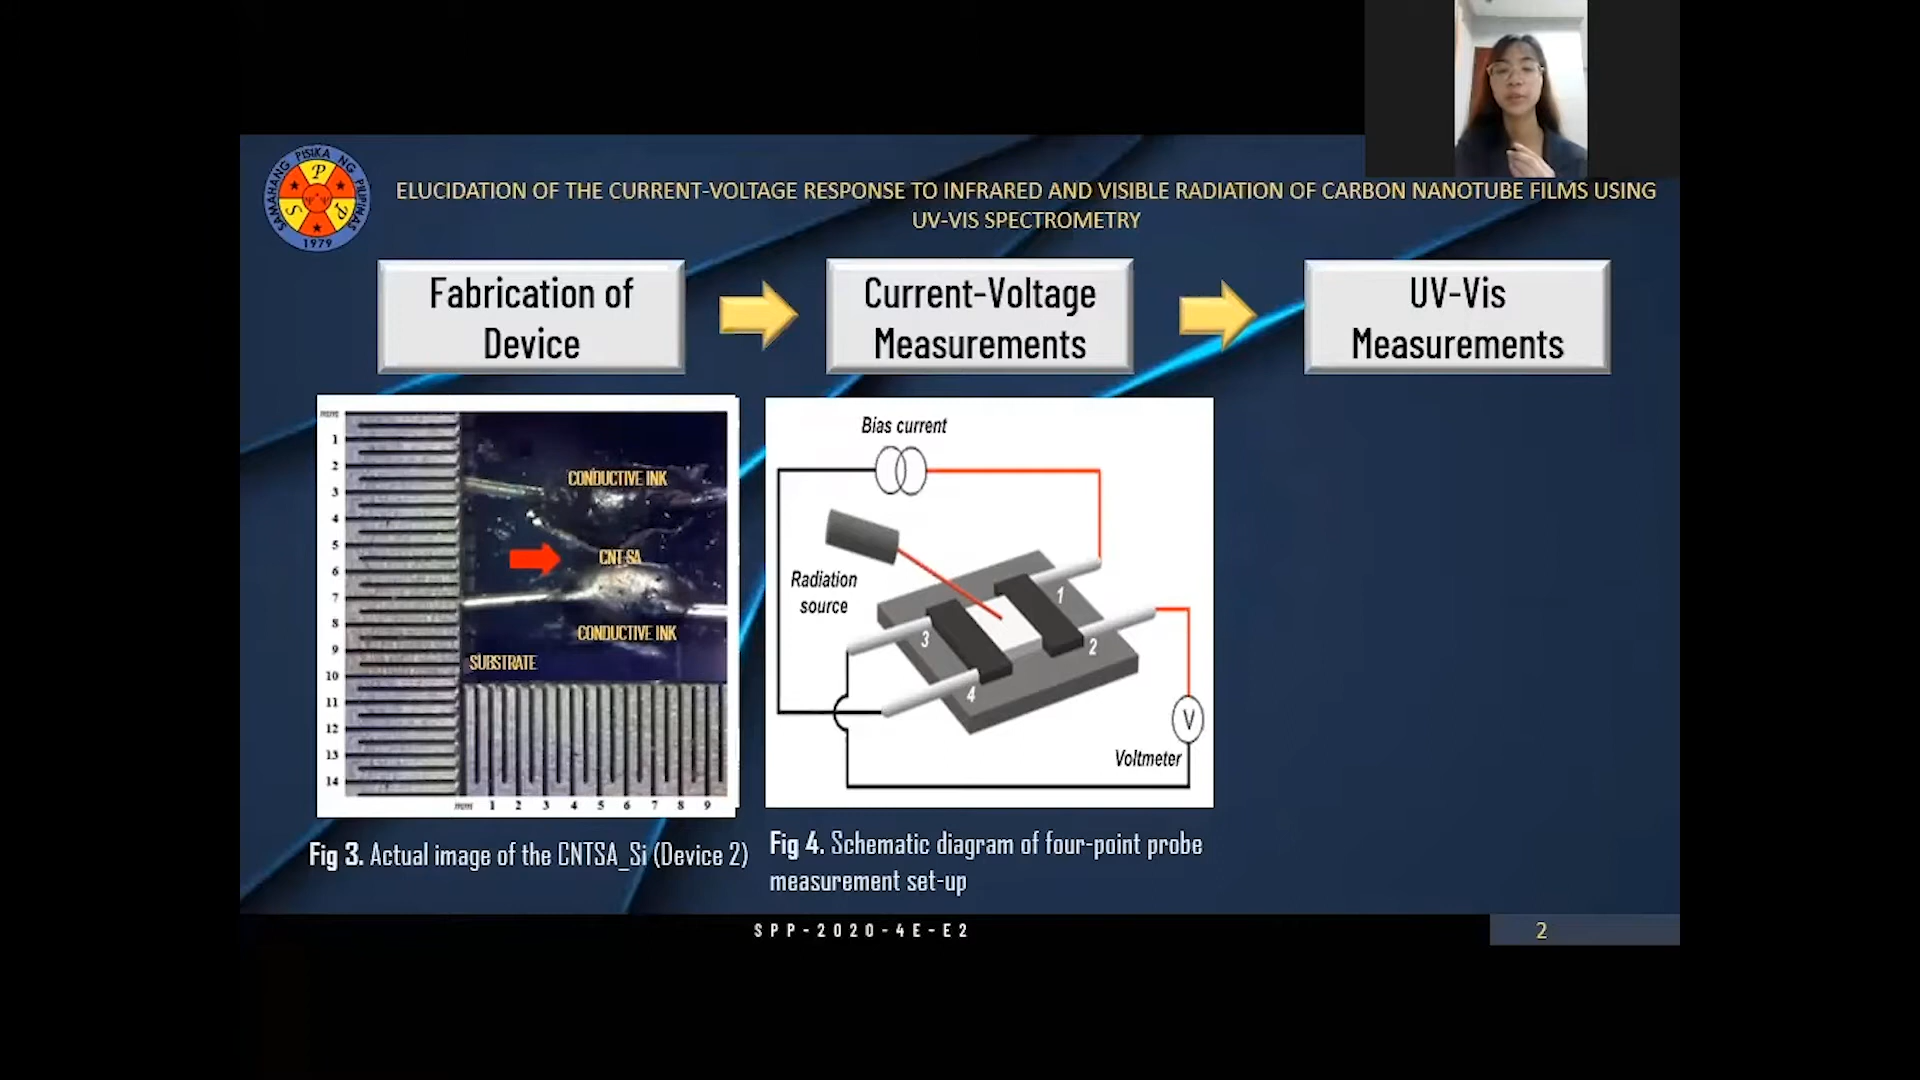 SAMAHANG PISIKA NG PILIPINAS
P
S
P
1979
ELUCIDATION OF THE CURRENT-VOLTAGE RESPONSE TO INFRARED AND VISIBLE RADIATION OF CARBON NANOTUBE FILMS USING
UV-VIS SPECTROMETRY
Fabrication of
Device
Current-Voltage
Measurements
UV-Vis
Measurements
mm
1
2
3
4
5
6
7
8
9
10
11
12
13
14
CONDUCTIVE INK
CNT SA
CONDUCTIVE INK
SUBSTRATE
mm 1 2 3 4 5 6 7 8 9
Bias current
Radiation
source
1
2
3
4
V
Voltmeter
Fig 3. Actual image of the CNTSA_Si (Device 2)
Fig 4. Schematic diagram of four-point probe
measurement set-up
SPP-2020-4E-E2
2